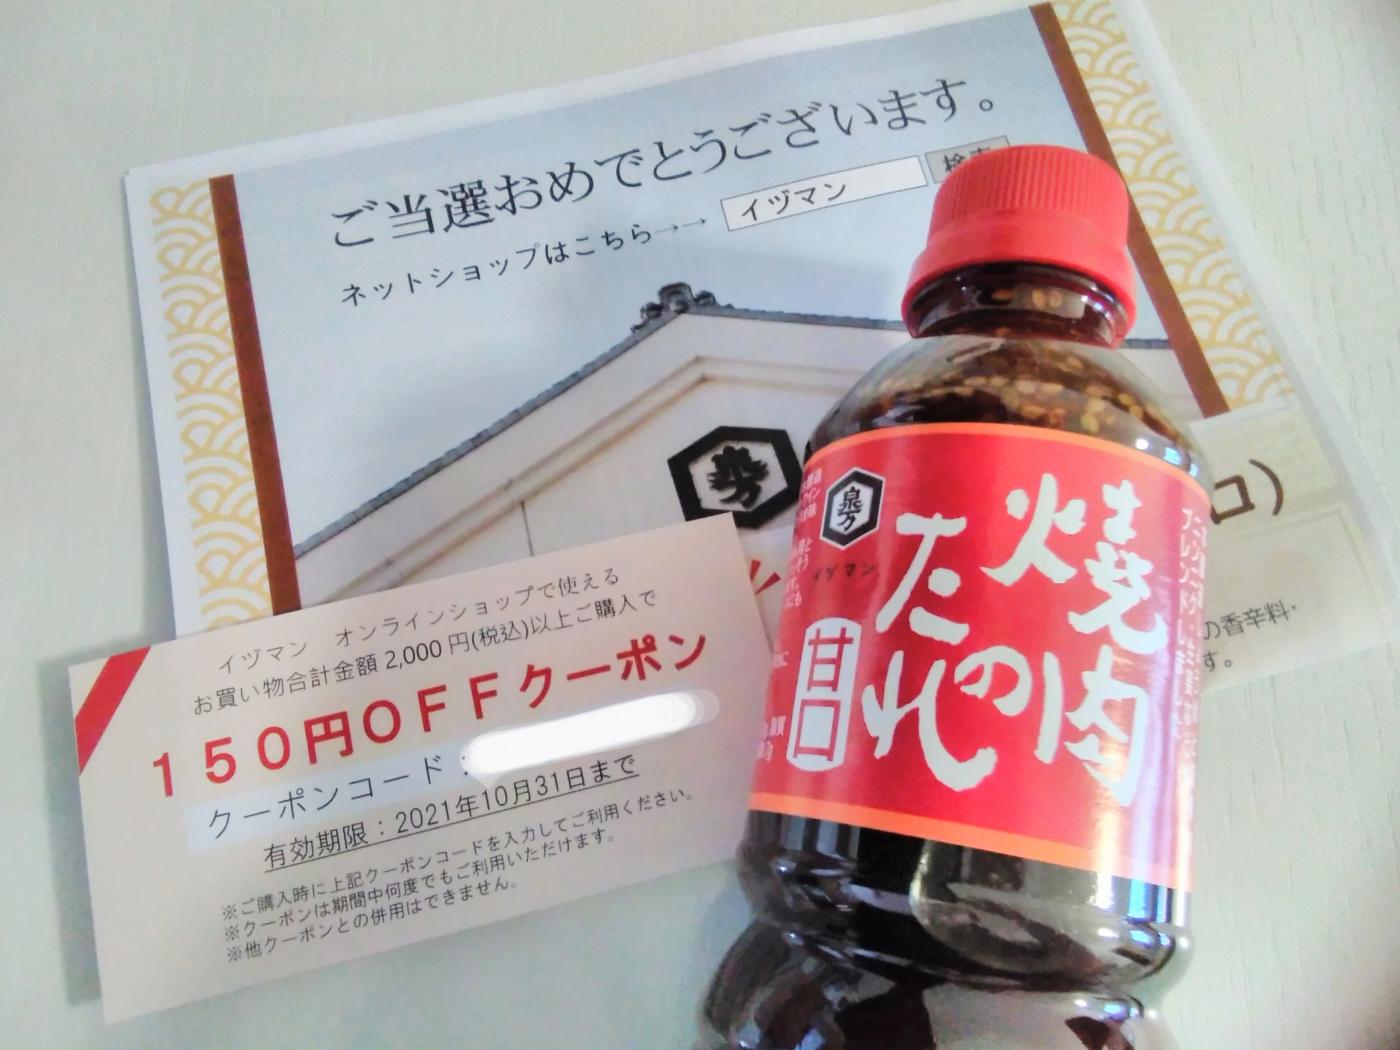 ご当選おめでとうございます。
ネットショップはこちら→→ イヅマン 検索
コ）
の香辛料・
す。
イヅマン オンラインショップで使える
お買い物合計金額 2,000 円(税込)以上ご購入で
150円OFFクーポン
クーポンコード：
有効期限：2021年10月31日まで
※ご購入時に上記クーポンコードを入力してご利用ください。
※クーポンは期間中何度でもご利用いただけます。
※他クーポンとの併用はできません。
泉万
イヅマン
焼肉
のたれ
甘口